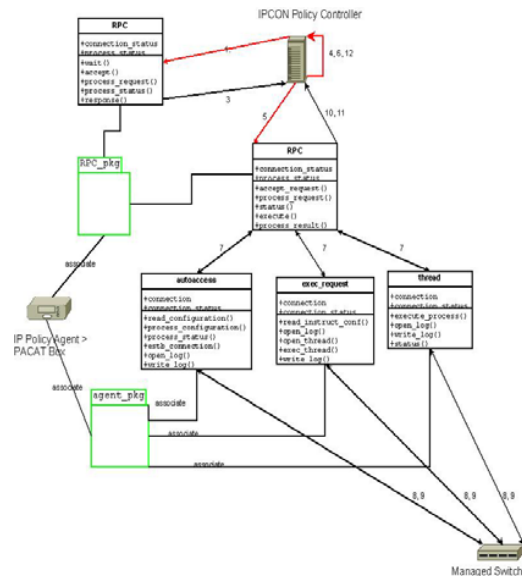 IPCON Policy Controller
RPC
+connection_status
+process_status
+wait()
+accept()
+process_request()
+process_status()
+response()
1.
4, 6, 12
3
5
10, 11
RPC
+connection_status
+process_status
+accept_request()
+process_request()
+status()
+execute()
+process_result()
RPC_pkg
7
7
7
associate
autoaccess
+connection
+connection_status
+read_configuration()
+process_configuration()
+process_status()
+estb_connection()
+open_log()
+write_log()
exec_request
+connection
+connection_status
+read_instruct_conf()
+open_log()
+open_thread()
+exec_thread()
+write_log()
thread
+connection
+connection_status
+execute_process()
+open_log()
+write_log()
+status()
IP Policy Agent >
PACAT Box
associate
agent_pkg
associate
associate
associate
8, 9
8, 9
8, 9
Managed Switch